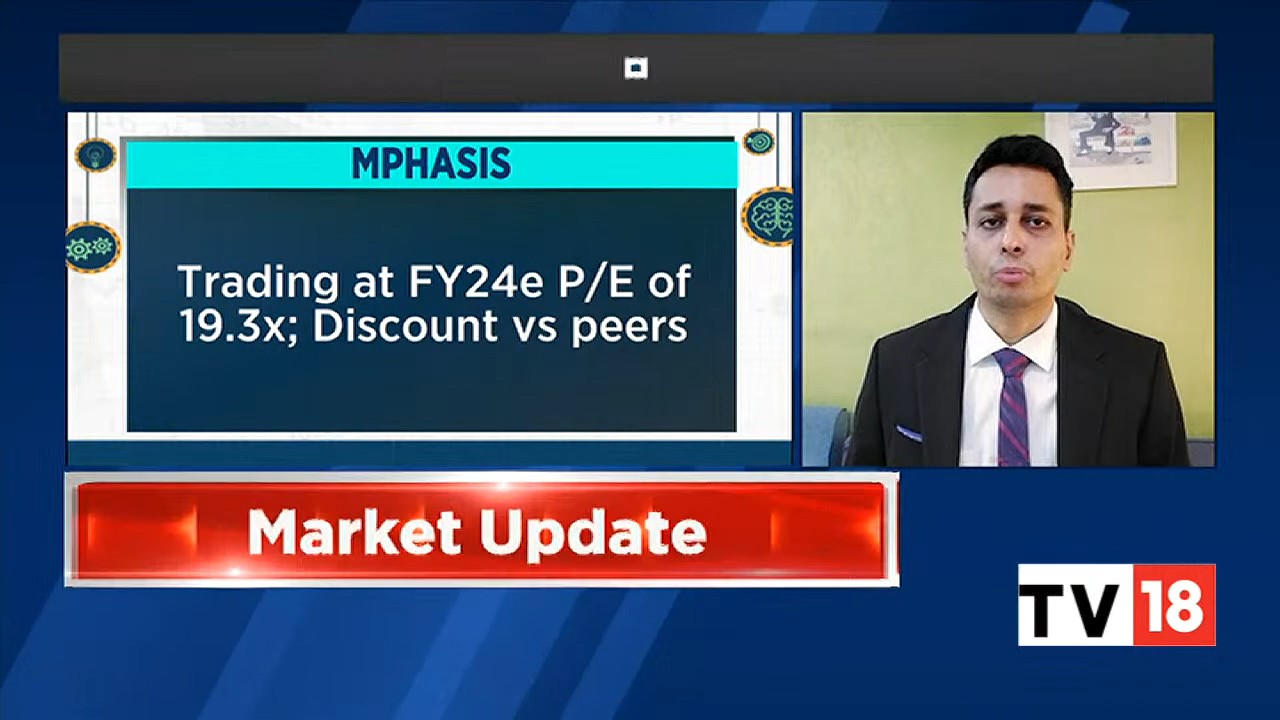 MPHASIS
Trading at FY24e P/E of
19.3x; Discount vs peers
Market Update
TV18